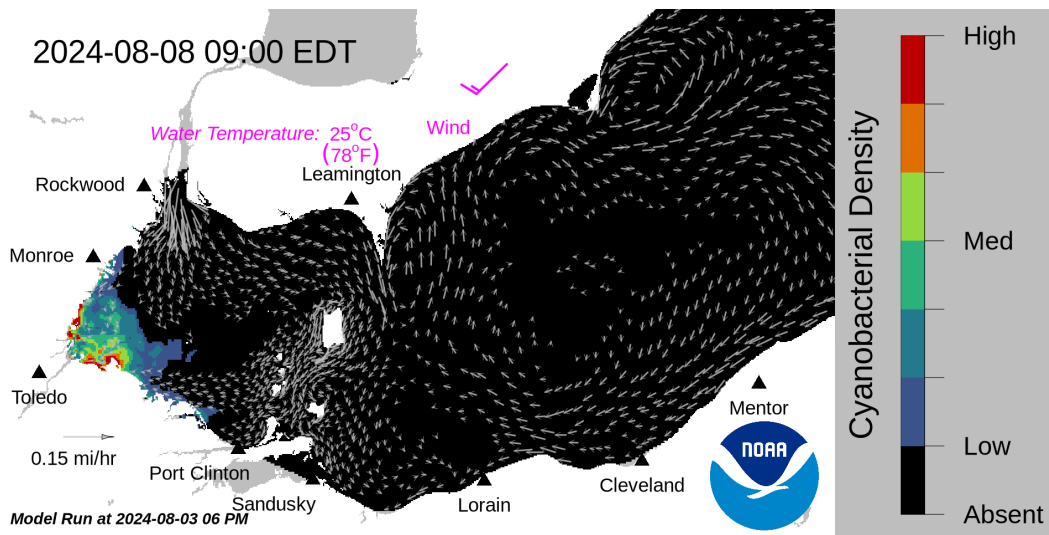 2024-08-08 09:00 EDT
Water Temperature: 25°C
(78°F)
Wind
Leamington
Rockwood
Monroe
Toledo
0.15 mi/hr
Port Clinton
Sandusky
Lorain
Cleveland
Mentor
NOAA
Model Run at 2024-08-03 06 PM
Cyanobacterial Density
High
Med
Low
Absent